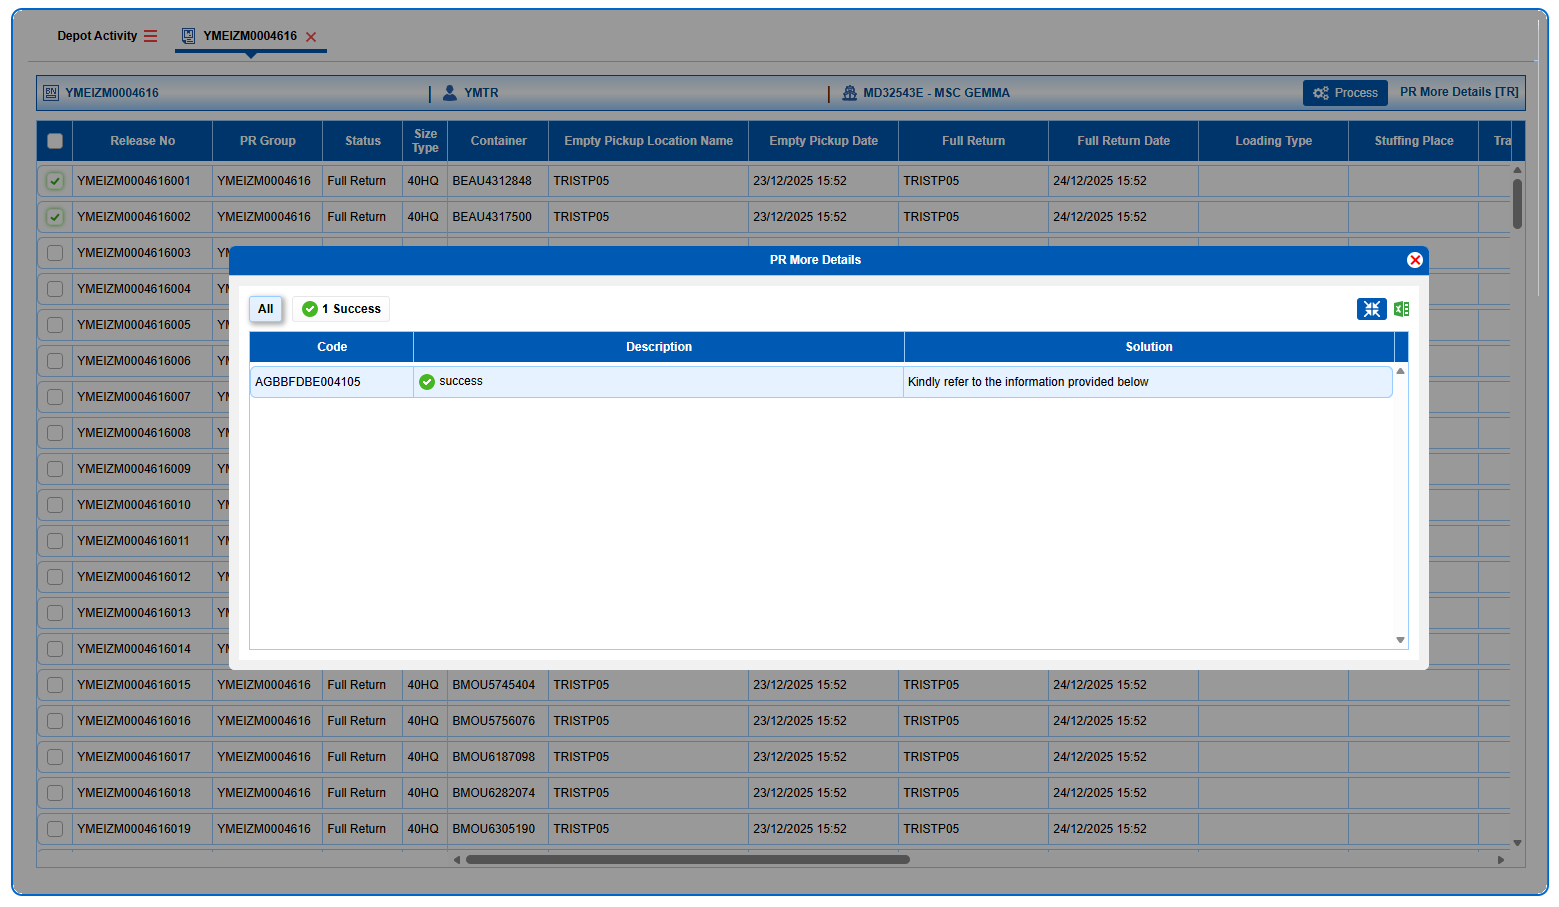 Depot Activity YMEIZM0004616
BN YMEIZM0004616 YMTR MD32543E - MSC GEMMA Process PR More Details [TR]
Release No PR Group Status Size Type Container Empty Pickup Location Name Empty Pickup Date Full Return Full Return Date Loading Type Stuffing Place Tra
YMEIZM0004616001 YMEIZM0004616 Full Return 40HQ BEAU4312848 TRISTP05 23/12/2025 15:52 TRISTP05 24/12/2025 15:52
YMEIZM0004616002 YMEIZM0004616 Full Return 40HQ BEAU4317500 TRISTP05 23/12/2025 15:52 TRISTP05 24/12/2025 15:52
YMEIZM0004616003
PR More Details
YMEIZM0004616004
All 1 Success
YMEIZM0004616005
Code Description Solution
YMEIZM0004616006
AGBBFDBE004105 success Kindly refer to the information provided below
YMEIZM0004616007
YMEIZM0004616008
YMEIZM0004616009
YMEIZM0004616010
YMEIZM0004616011
YMEIZM0004616012
YMEIZM0004616013
YMEIZM0004616014
YMEIZM0004616015 YMEIZM0004616 Full Return 40HQ BMOU5745404 TRISTP05 23/12/2025 15:52 TRISTP05 24/12/2025 15:52
YMEIZM0004616016 YMEIZM0004616 Full Return 40HQ BMOU5756076 TRISTP05 23/12/2025 15:52 TRISTP05 24/12/2025 15:52
YMEIZM0004616017 YMEIZM0004616 Full Return 40HQ BMOU6187098 TRISTP05 23/12/2025 15:52 TRISTP05 24/12/2025 15:52
YMEIZM0004616018 YMEIZM0004616 Full Return 40HQ BMOU6282074 TRISTP05 23/12/2025 15:52 TRISTP05 24/12/2025 15:52
YMEIZM0004616019 YMEIZM0004616 Full Return 40HQ BMOU6305190 TRISTP05 23/12/2025 15:52 TRISTP05 24/12/2025 15:52